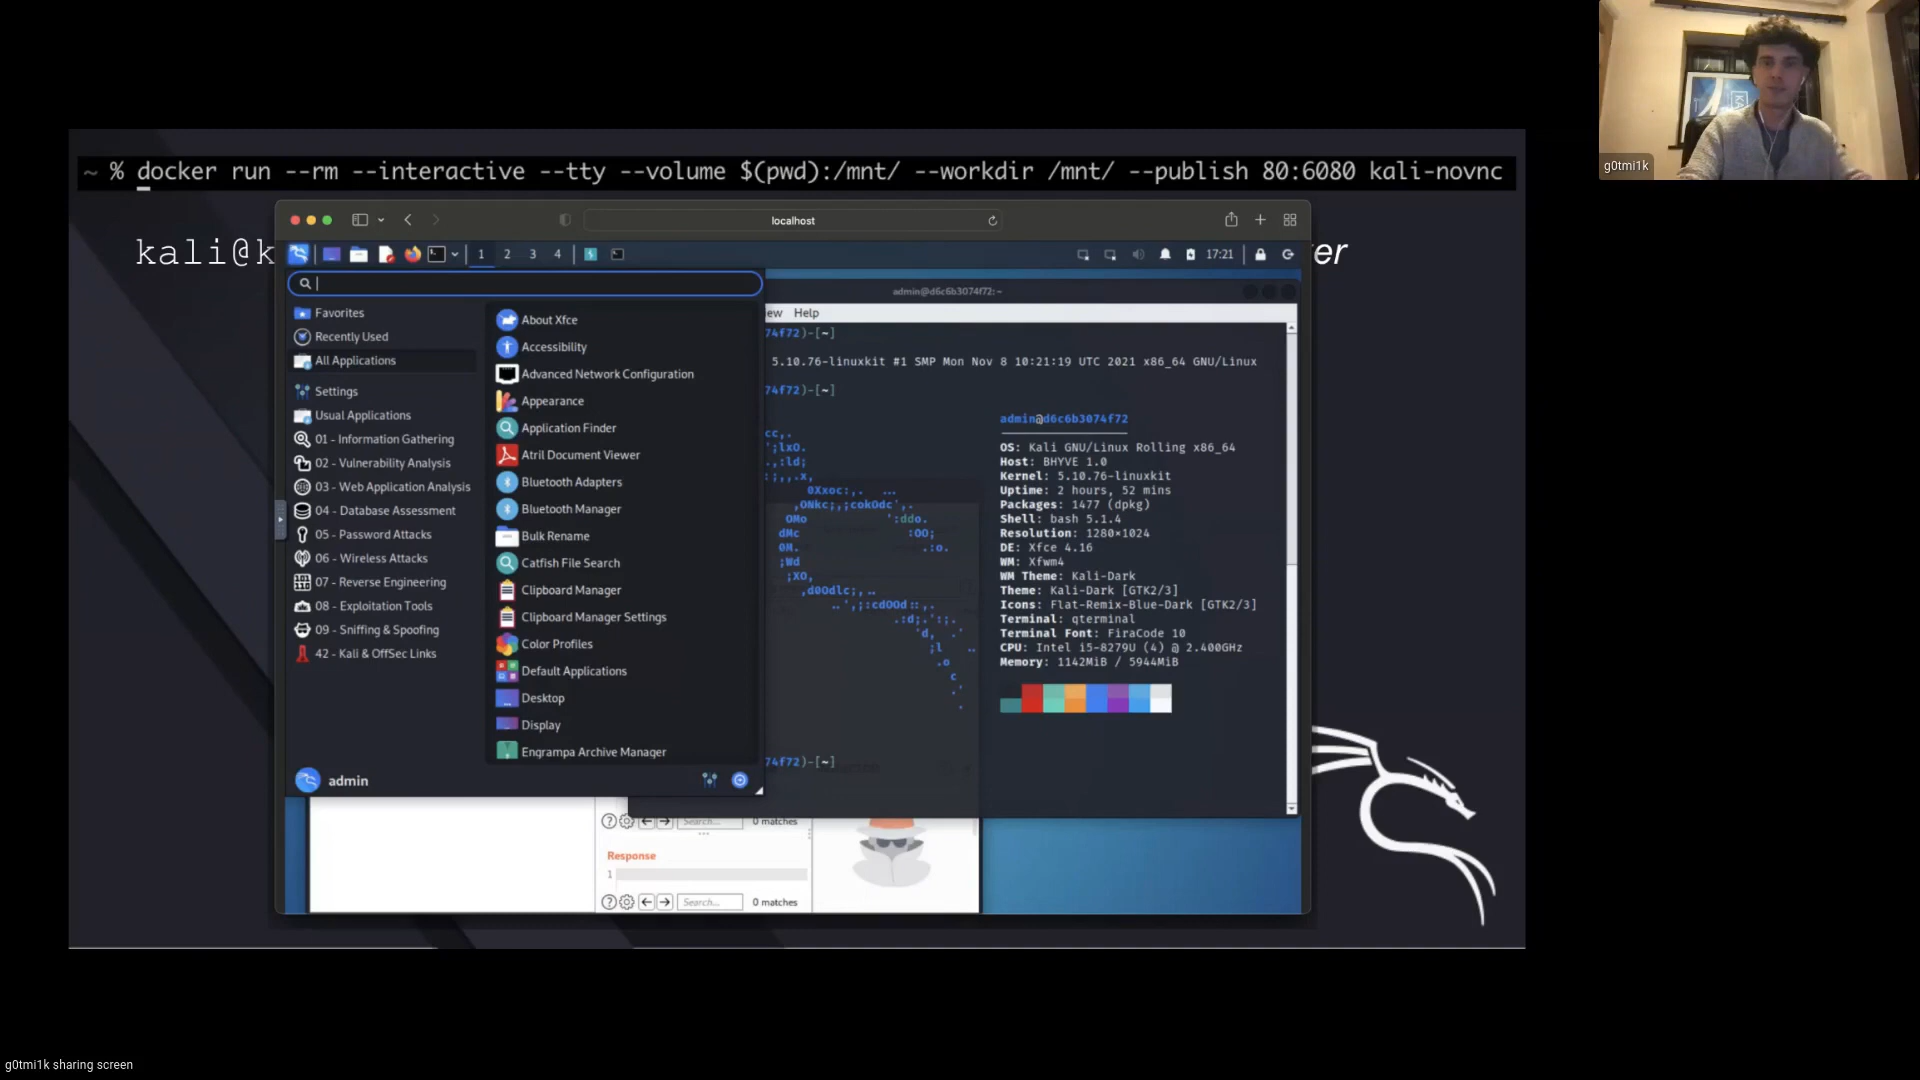 ~ % docker run --rm --interactive --tty --volume $(pwd):/mnt/ --workdir /mnt/ --publish 80:6080 kali-novnc
g0tmi1k
localhost
kali@k
er
1 2 3 4
17:21
admin@d6c6b3074f72: ~
Favorites
Recently Used
All Applications
Settings
Usual Applications
01 - Information Gathering
02 - Vulnerability Analysis
03 - Web Application Analysis
04 - Database Assessment
05 - Password Attacks
06 - Wireless Attacks
07 - Reverse Engineering
08 - Exploitation Tools
09 - Sniffing & Spoofing
42 - Kali & OffSec Links
About Xfce
Accessibility
Advanced Network Configuration
Appearance
Application Finder
Atril Document Viewer
Bluetooth Adapters
Bluetooth Manager
Bulk Rename
Catfish File Search
Clipboard Manager
Clipboard Manager Settings
Color Profiles
Default Applications
Desktop
Display
Engrampa Archive Manager
admin
ew Help
74f72)-[~]
5.10.76-linuxkit #1 SMP Mon Nov 8 10:21:19 UTC 2021 x86_64 GNU/Linux
74f72)-[~]
admin@d6c6b3074f72
OS: Kali GNU/Linux Rolling x86_64
Host: BHYVE 1.0
Kernel: 5.10.76-linuxkit
Uptime: 2 hours, 52 mins
Packages: 1477 (dpkg)
Shell: bash 5.1.4
Resolution: 1280×1024
DE: Xfce 4.16
WM: Xfwm4
WM Theme: Kali-Dark
Theme: Kali-Dark [GTK2/3]
Icons: Flat-Remix-Blue-Dark [GTK2/3]
Terminal: qterminal
Terminal Font: FiraCode 10
CPU: Intel i5-8279U (4) @ 2.400GHz
Memory: 1142MiB / 5944MiB
74f72)-[~]
Search... 0 matches
Response
1
Search... 0 matches
g0tmi1k sharing screen